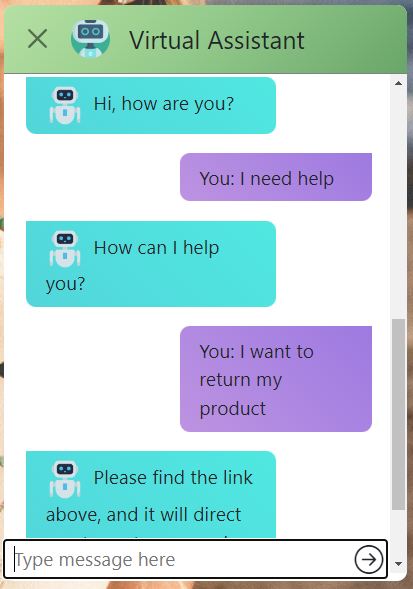 Virtual Assistant
Hi, how are you?
You: I need help
How can I help
you?
You: I want to
return my
product
Please find the link
above, and it will direct
Type message here